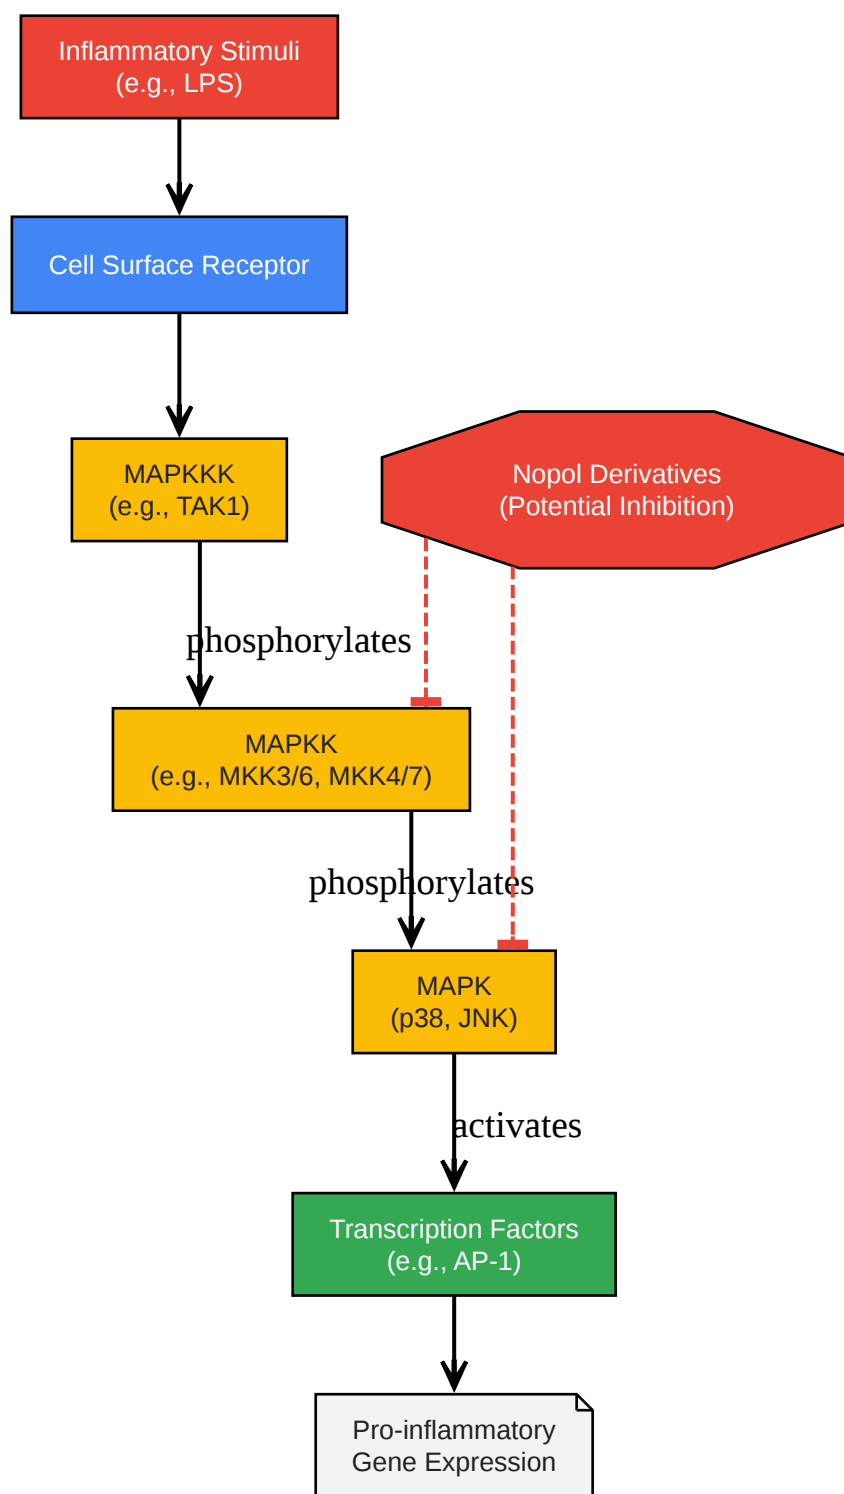 Inflammatory Stimuli
(e.g., LPS)
Cell Surface Receptor
MAPKKK
(e.g., TAK1)
Nopol Derivatives
(Potential Inhibition)
phosphorylates
MAPKK
(e.g., MKK3/6, MKK4/7)
phosphorylates
MAPK
(p38, JNK)
activates
Transcription Factors
(e.g., AP-1)
Pro-inflammatory
Gene Expression